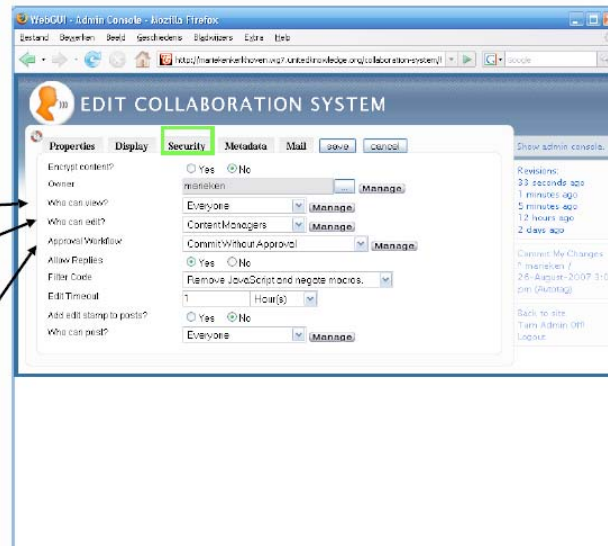 WebGUI - Admin Console - Mozilla Firefox
Bestand Bewerken Beeld Geschiedenis Bladwijzers Extra Help
EDIT COLLABORATION SYSTEM
Properties Display Security Metadata Mail save cancel
Show admin console.
Encrypt content? Yes No
Owner marieken ... Manage
Who can view? Everyone Manage
Who can edit? Content Managers Manage
Approval Workflow Commit Without Approval Manage
Allow Replies Yes No
Filter Code Remove JavaScript and negate macros.
Edit Timeout 1 Hour(s)
Add edit stamp to posts? Yes No
Who can post? Everyone Manage
Revisions:
33 seconds ago
1 minutes ago
5 minutes ago
12 hours ago
2 days ago
Commit My Changes
* marieken /
26-August-2007
pm (Autotag)
Back to site
Turn Admin Off!
Logout